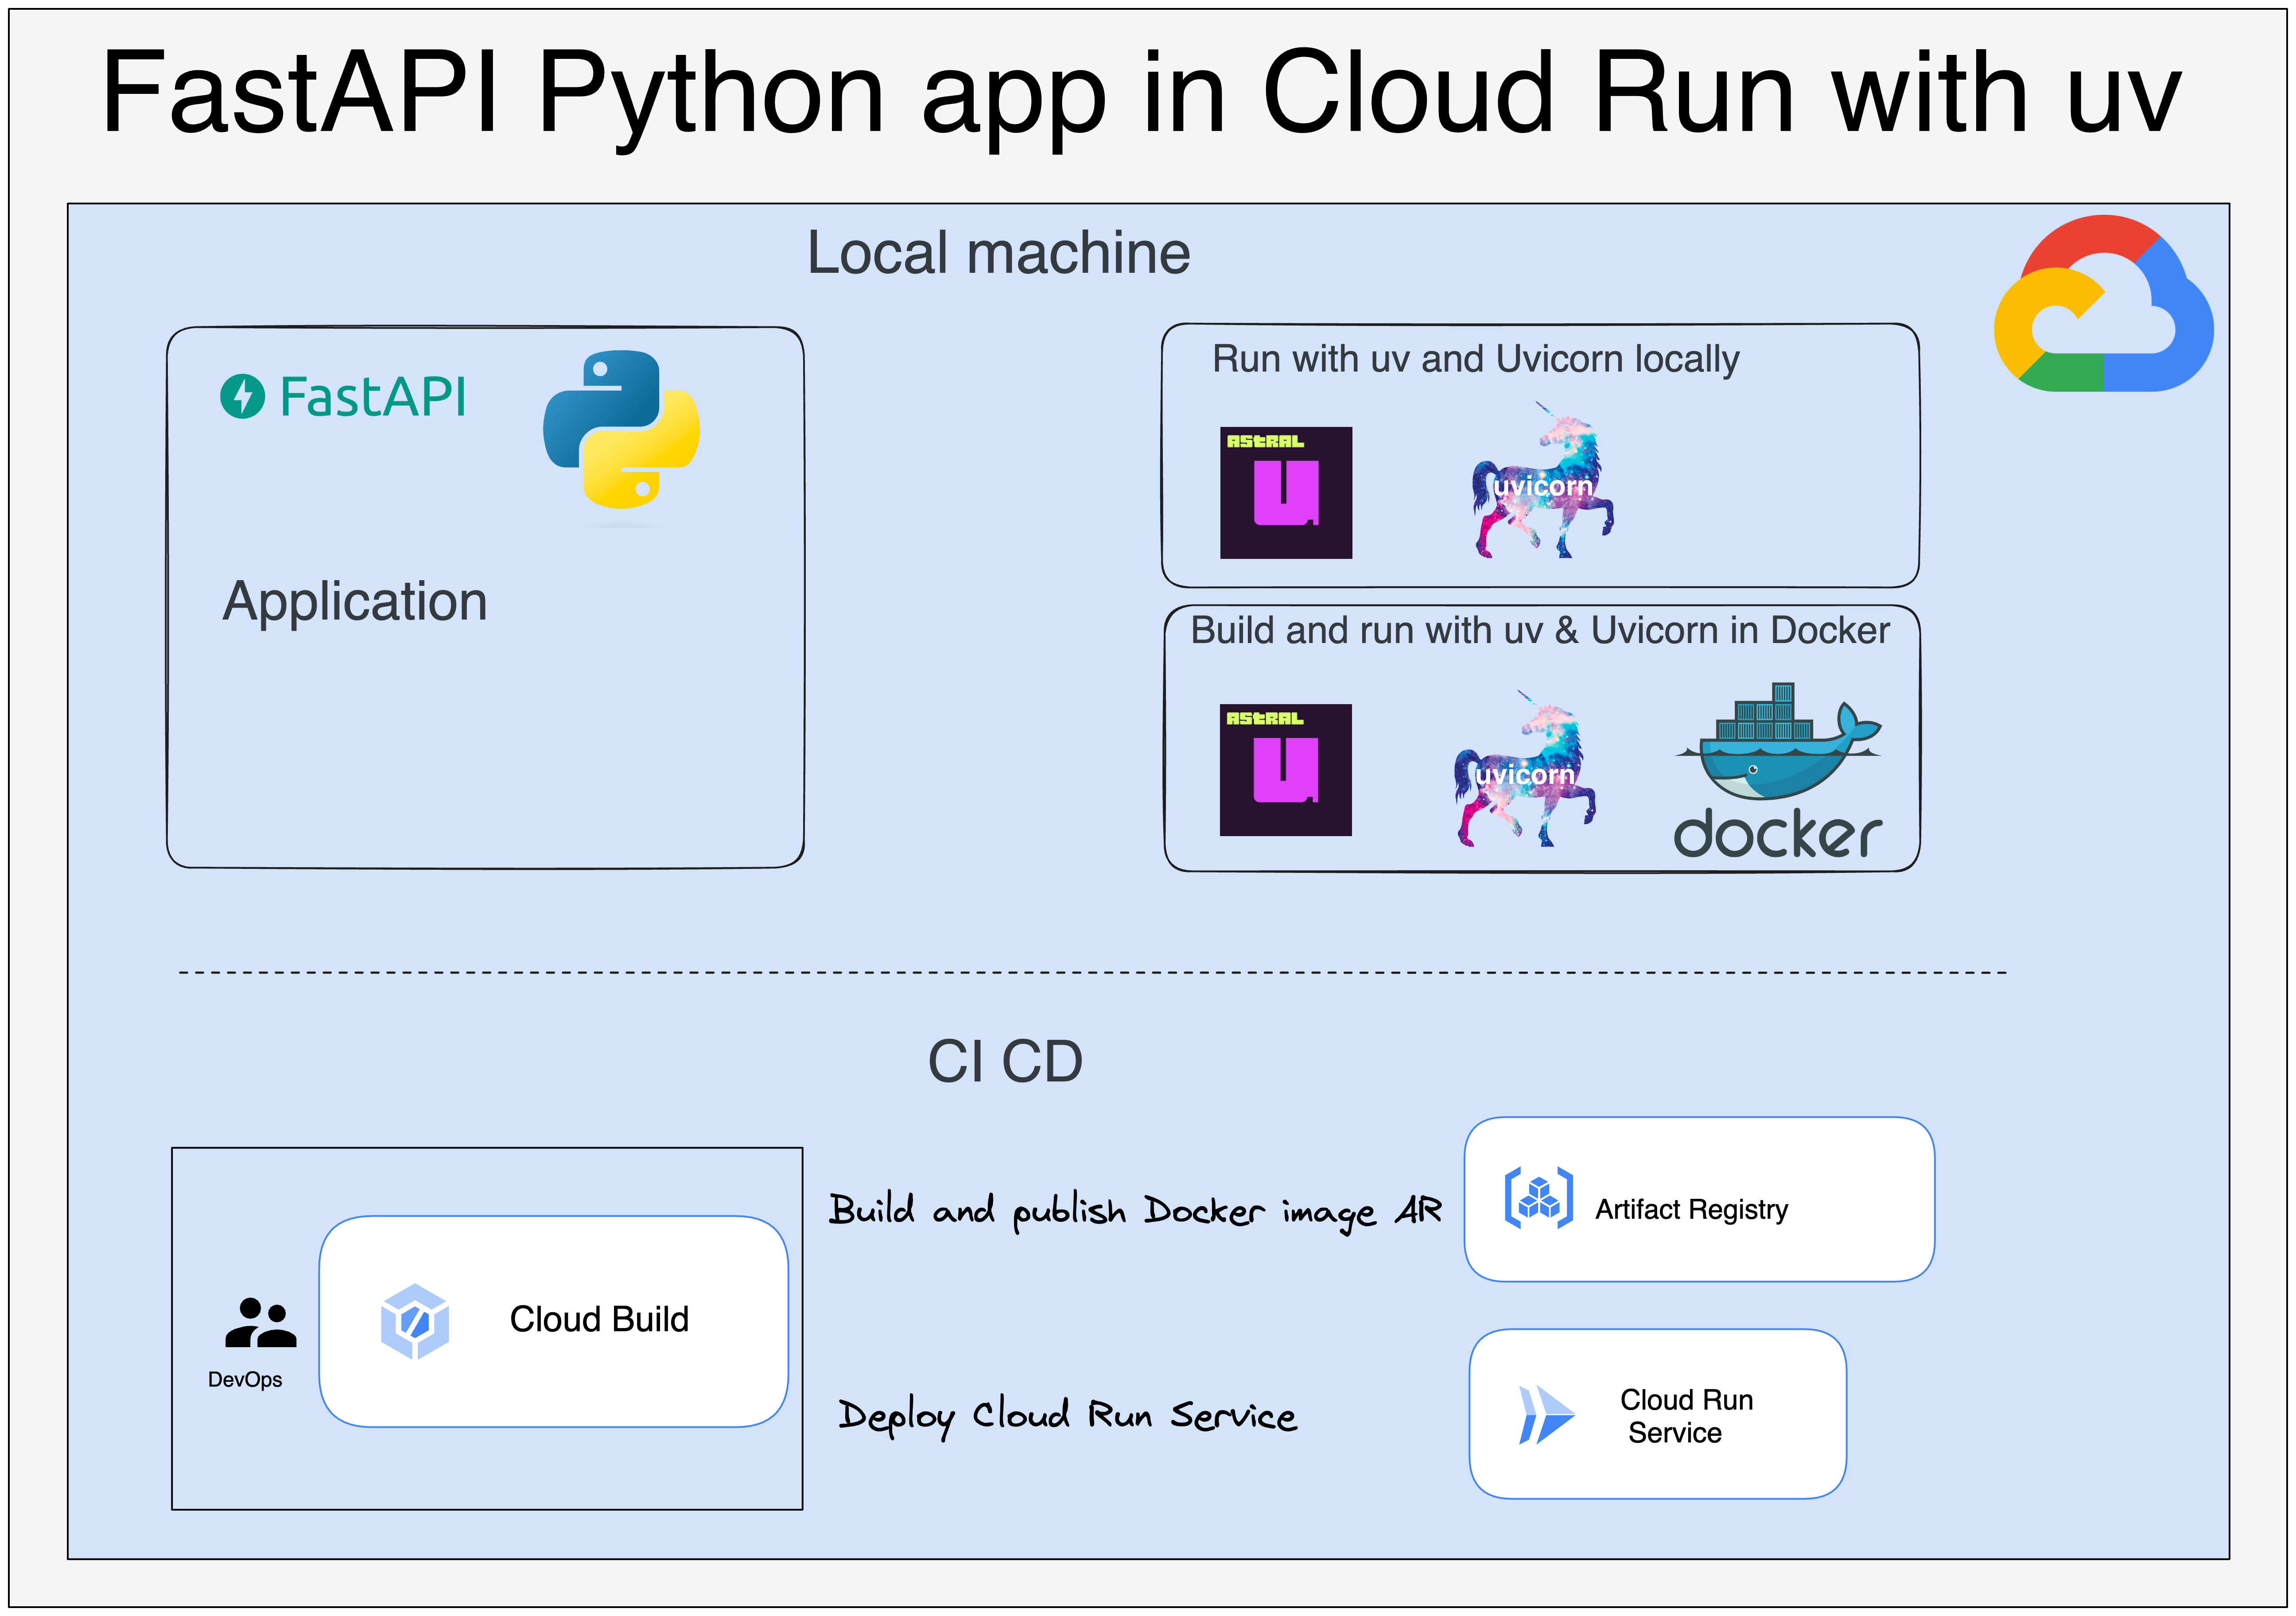 FastAPI Python app in Cloud Run with uv
Local machine
FastAPI
Application
Run with uv and Uvicorn locally
ASTRAL
uvicorn
Build and run with uv & Uvicorn in Docker
ASTRAL
uvicorn
docker
CI CD
DevOps
Cloud Build
Build and publish Docker image AR
Artifact Registry
Deploy Cloud Run Service
Cloud Run
Service